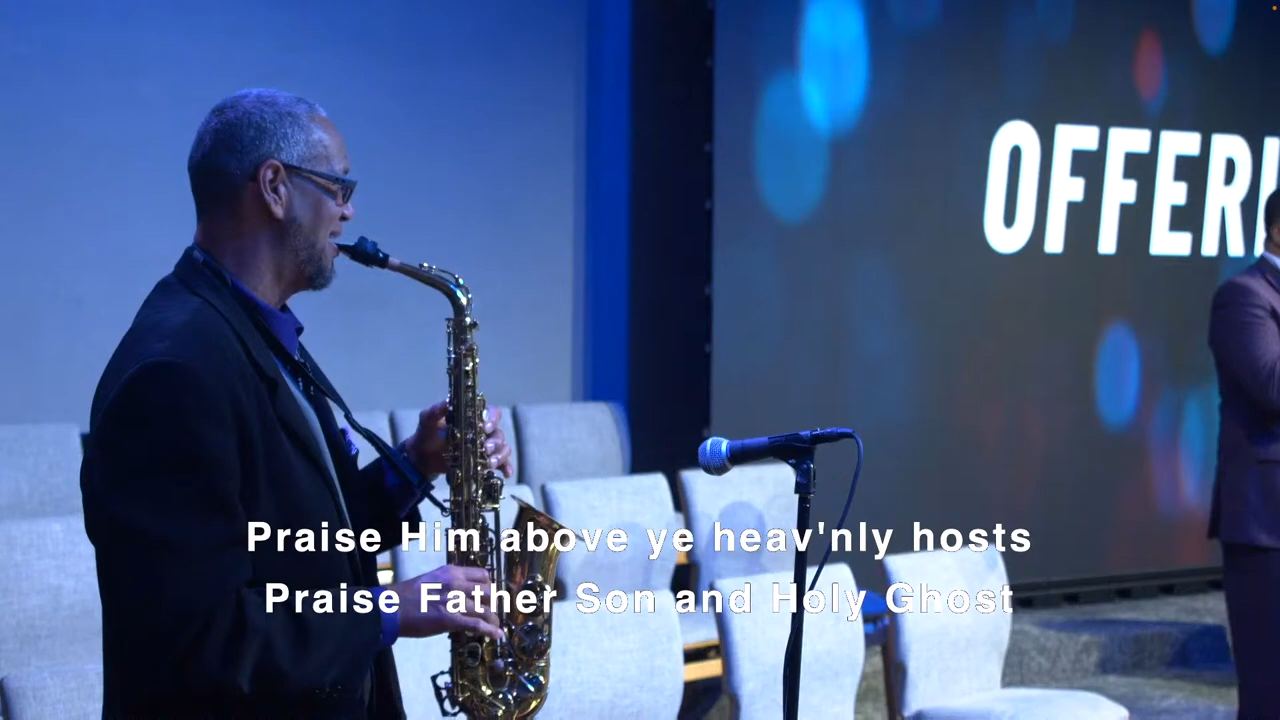 OFFERI
Praise Him above ye heav'nly hosts
Praise Father Son and Holy Ghost